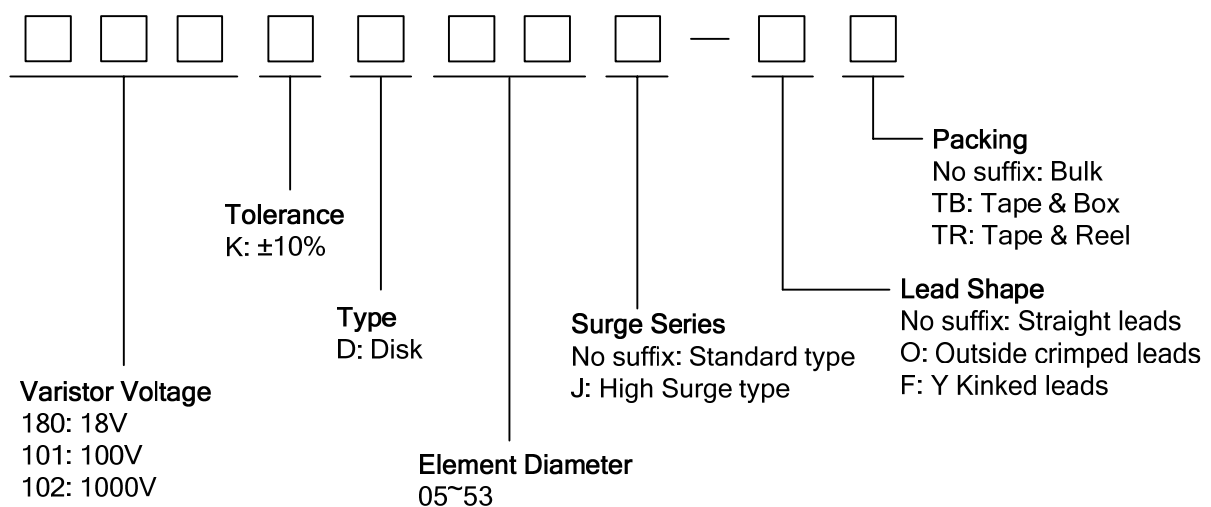 Packing
No suffix: Bulk
TB: Tape & Box
TR: Tape & Reel
Tolerance
K: ±10%
Lead Shape
No suffix: Straight leads
O: Outside crimped leads
F: Y Kinked leads
Type
D: Disk
Surge Series
No suffix: Standard type
J: High Surge type
Varistor Voltage
180: 18V
101: 100V
102: 1000V
Element Diameter
05~53